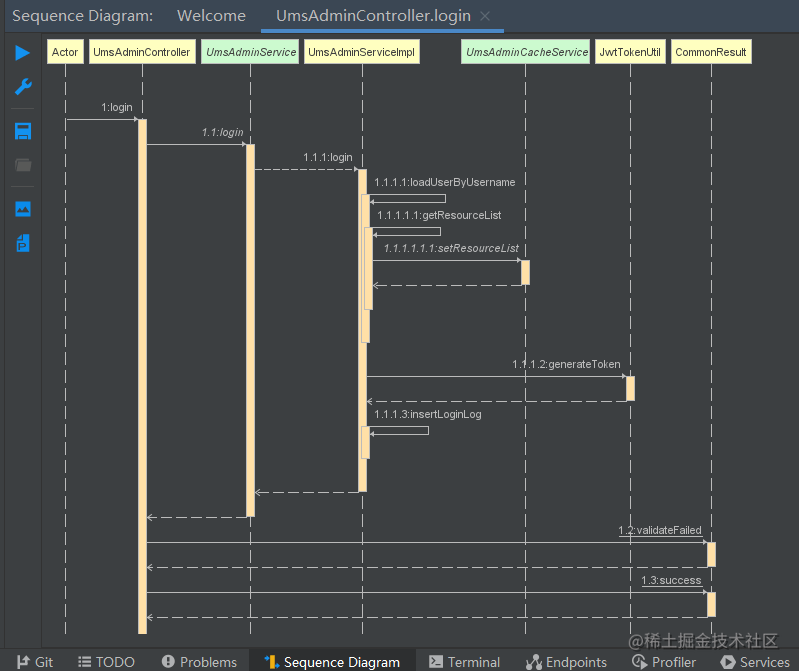 Sequence Diagram: Welcome UmsAdminController.login
Actor UmsAdminController UmsAdminService UmsAdminServiceImpl UmsAdminCacheService JwtTokenUtil CommonResult
1:login
1.1:login
1.1.1:login
1.1.1.1:loadUserByUsername
1.1.1.1.1:getResourceList
1.1.1.1.1.1:setResourceList
1.1.1.2:generateToken
1.1.1.3:insertLoginLog
1.2:validateFailed
1.3:success
@稀土掘金技术社区
Git TODO Problems Sequence Diagram Terminal Endpoints Profiler Services